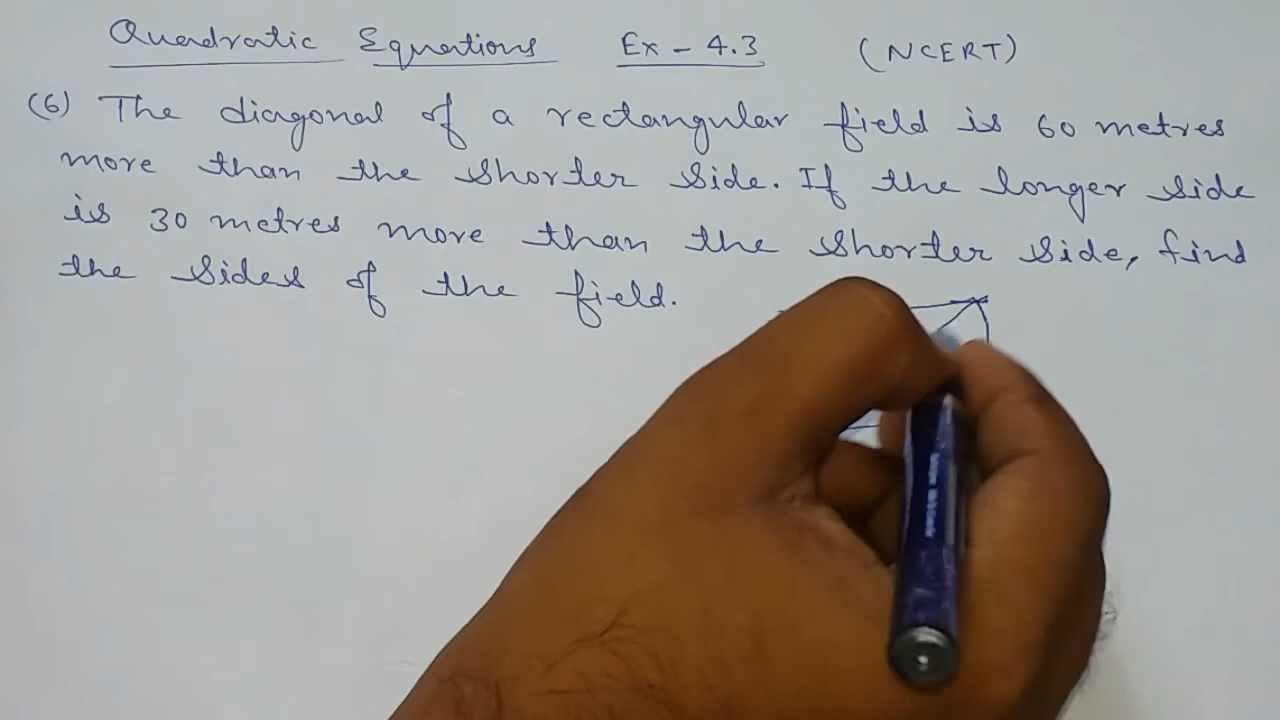 Quadratic Equations Ex - 4.3 (NCERT)
(6) The diagonal of a rectangular field is 60 metres
more than the shorter side. If the longer side
is 30 metres more than the shorter side, find
the sides of the field.